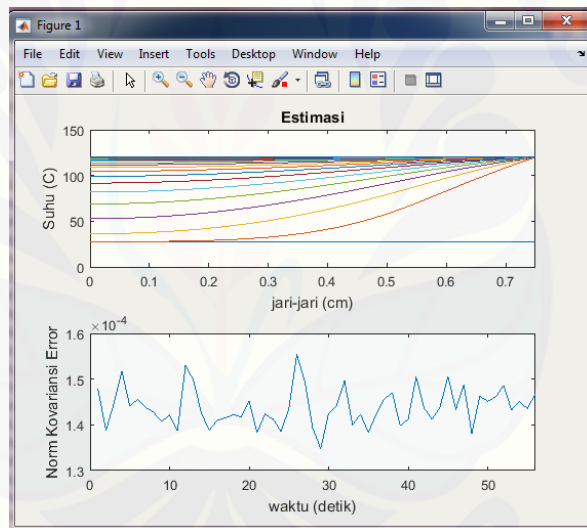 Figure 1
File Edit View Insert Tools Desktop Window Help
Estimasi
150
100
50
0
Suhu (C)
0 0.1 0.2 0.3 0.4 0.5 0.6 0.7
jari-jari (cm)
×10-4
1.6
1.5
1.4
1.3
Norm Kovariansi Error
0 10 20 30 40 50
waktu (detik)